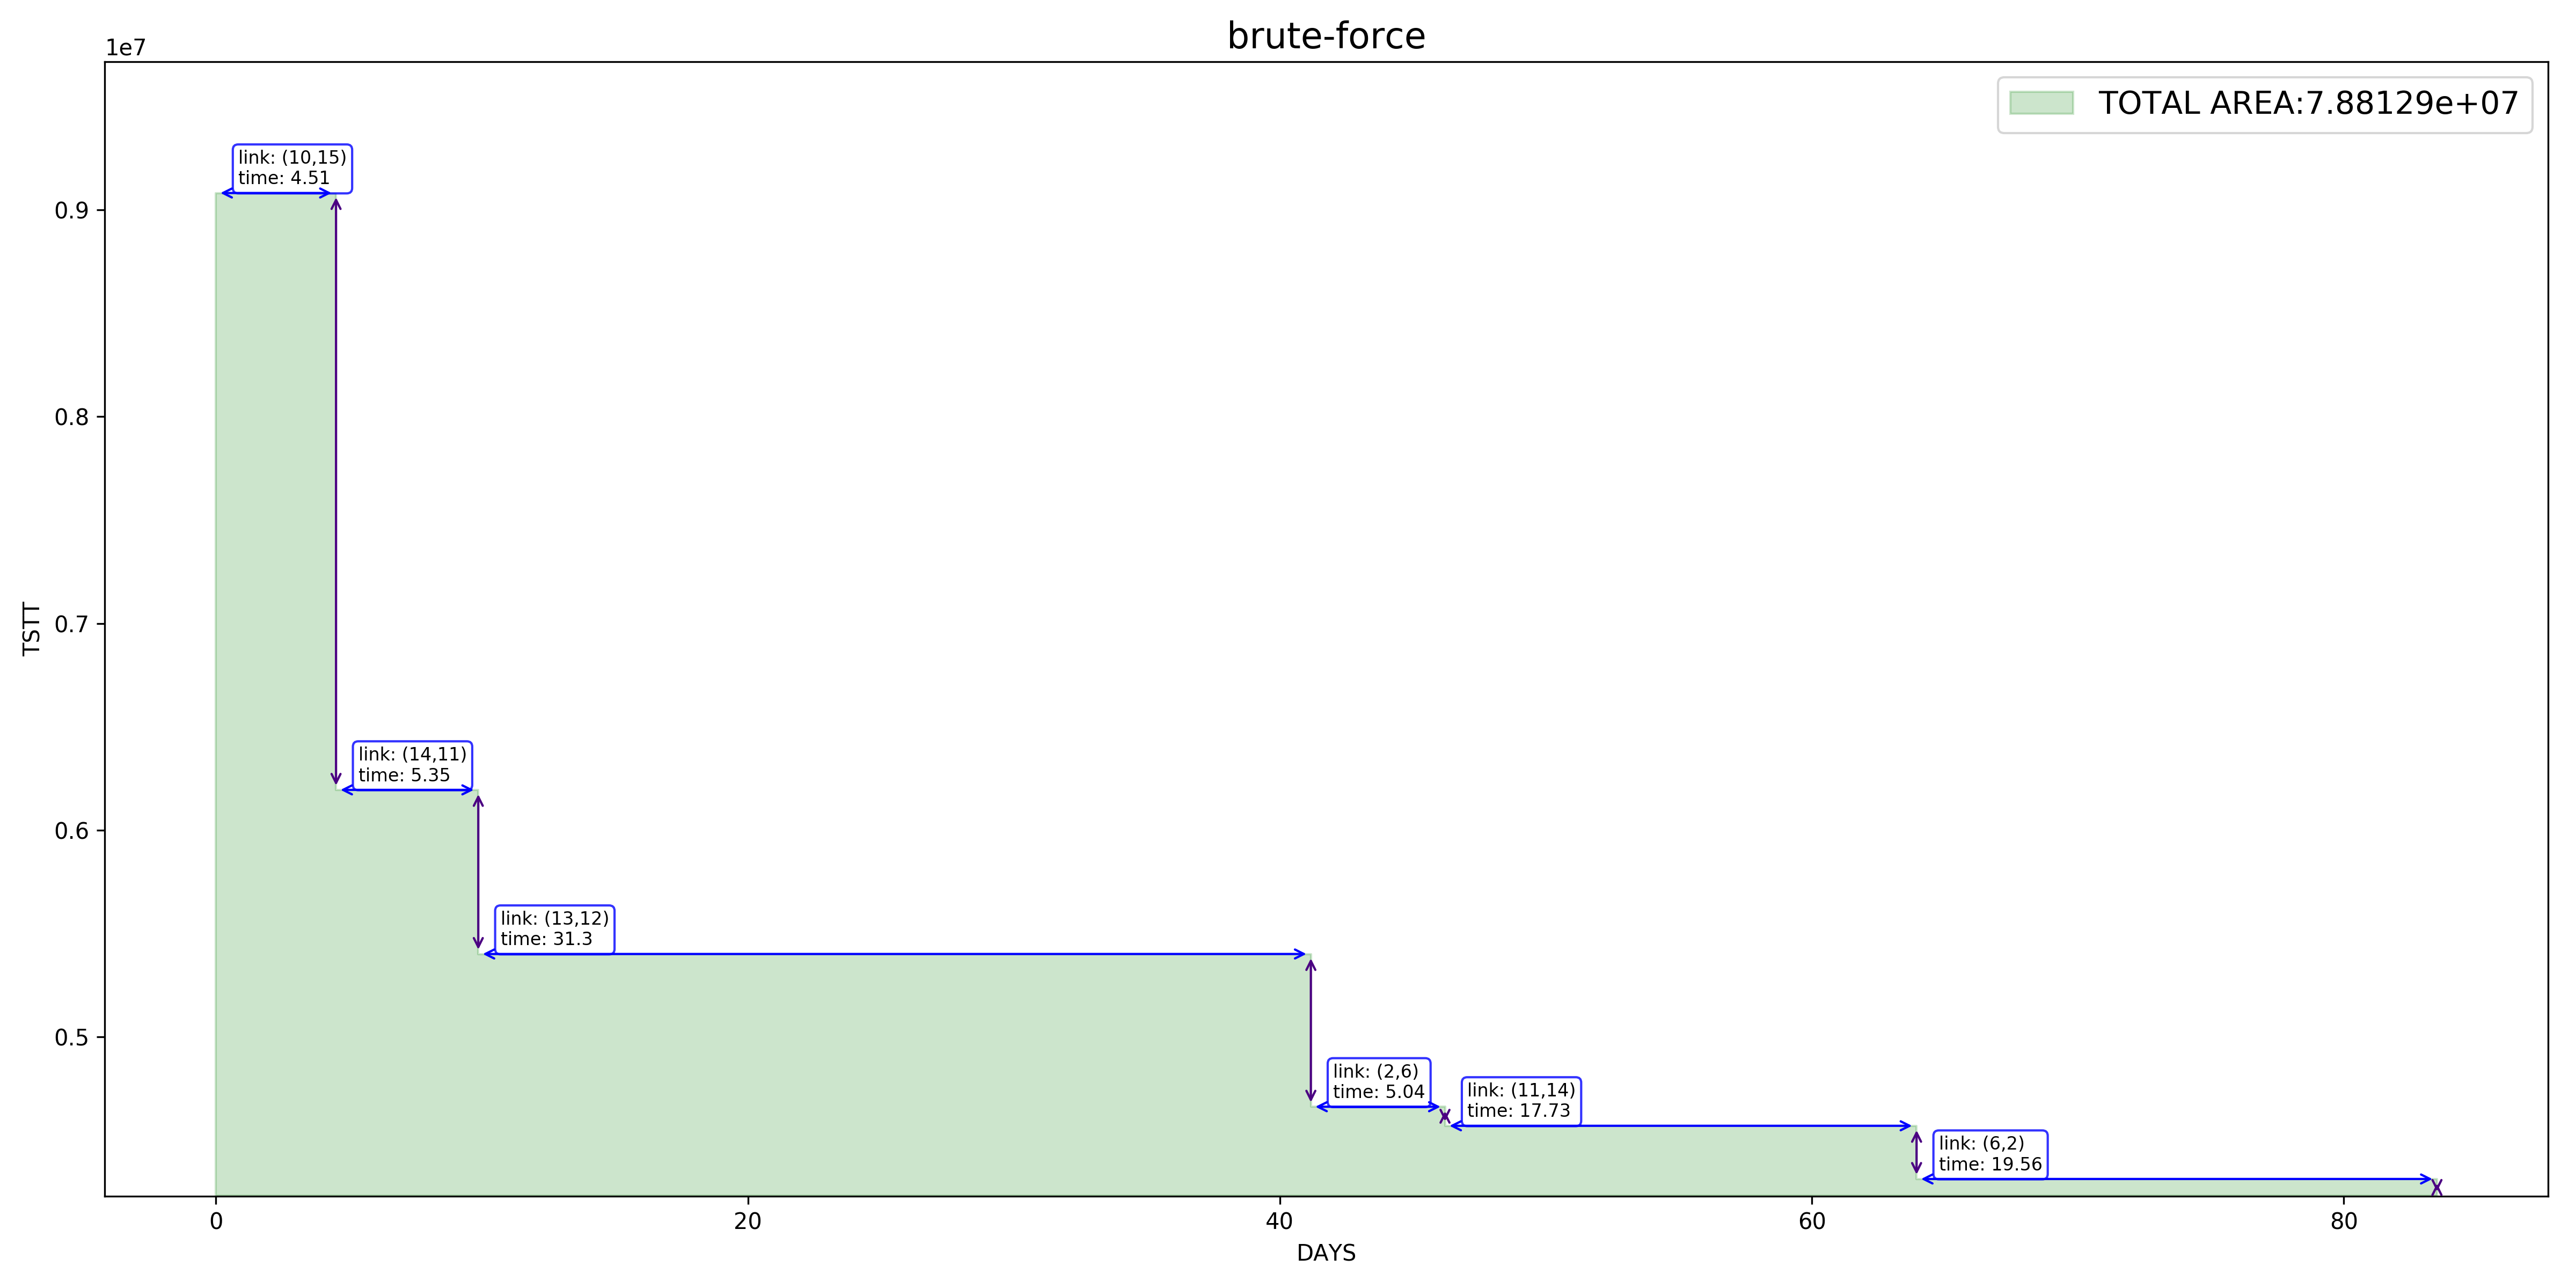 brute-force
1e7
TOTAL AREA:7.88129e+07
link: (10,15)
time: 4.51
0.9
0.8
0.7
TSTT
link: (14,11)
time: 5.35
0.6
link: (13,12)
time: 31.3
0.5
link: (2,6)
time: 5.04
link: (11,14)
time: 17.73
link: (6,2)
time: 19.56
0
20
40
60
80
DAYS